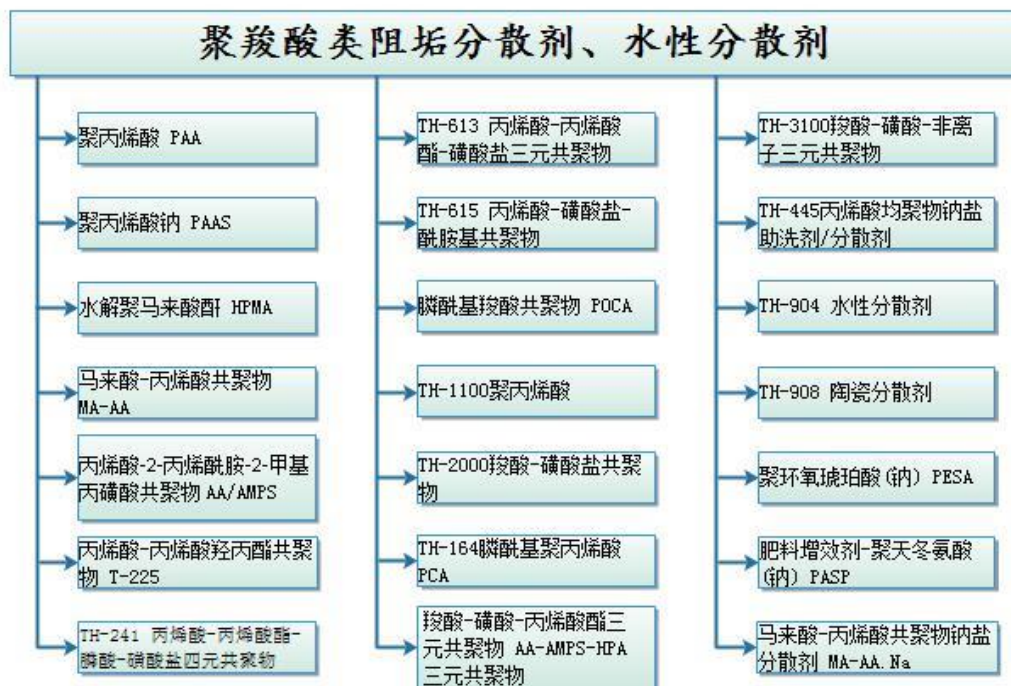 聚羧酸类阻垢分散剂、水性分散剂
聚丙烯酸 PAA
聚丙烯酸钠 PAAS
水解聚马来酸酐 HPMA
马来酸-丙烯酸共聚物
MA-AA
丙烯酸-2-丙烯酰胺-2-甲基
丙磺酸共聚物 AA/AMPS
丙烯酸-丙烯酸羟丙酯共聚
物 T-225
TH-241 丙烯酸-丙烯酸酯-
膦酸-磺酸盐四元共聚物
TH-613 丙烯酸-丙烯酸
酯-磺酸盐三元共聚物
TH-615 丙烯酸-磺酸盐-
酰胺基共聚物
膦酰基羧酸共聚物 POCA
TH-1100聚丙烯酸
TH-2000羧酸-磺酸盐共聚
物
TH-164膦酰基聚丙烯酸
PCA
羧酸-磺酸-丙烯酸酯三
元共聚物 AA-AMPS-HPA
三元共聚物
TH-3100羧酸-磺酸-非离
子三元共聚物
TH-445丙烯酸均聚物钠盐
助洗剂/分散剂
TH-904 水性分散剂
TH-908 陶瓷分散剂
聚环氧琥珀酸(钠) PESA
肥料增效剂-聚天冬氨酸
(钠) PASP
马来酸-丙烯酸共聚物钠盐
分散剂 MA-AA.Na